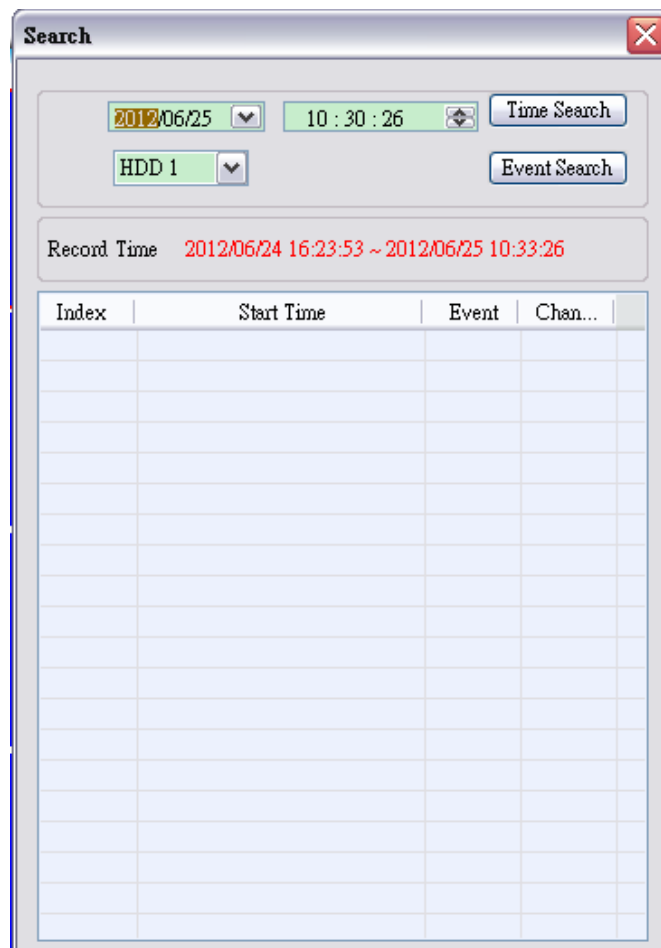 Search
2012/06/25 10 : 30 : 26 Time Search
HDD 1 Event Search
Record Time 2012/06/24 16:23:53 ~ 2012/06/25 10:33:26
Index Start Time Event Chan...